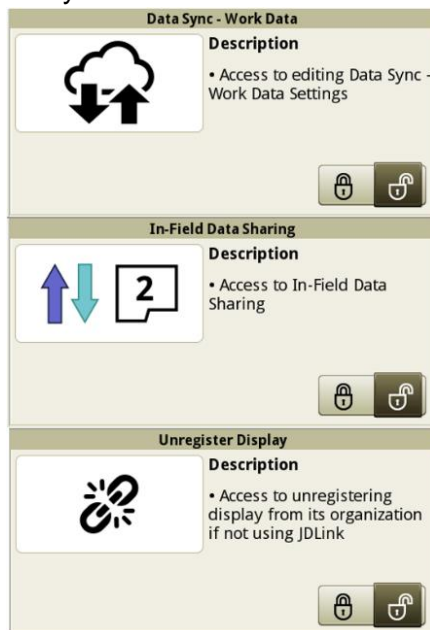 Data Sync - Work Data
Description
• Access to editing Data Sync -
Work Data Settings
In-Field Data Sharing
2
Description
• Access to In-Field Data
Sharing
Unregister Display
Description
• Access to unregistering
display from its organization
if not using JDLink